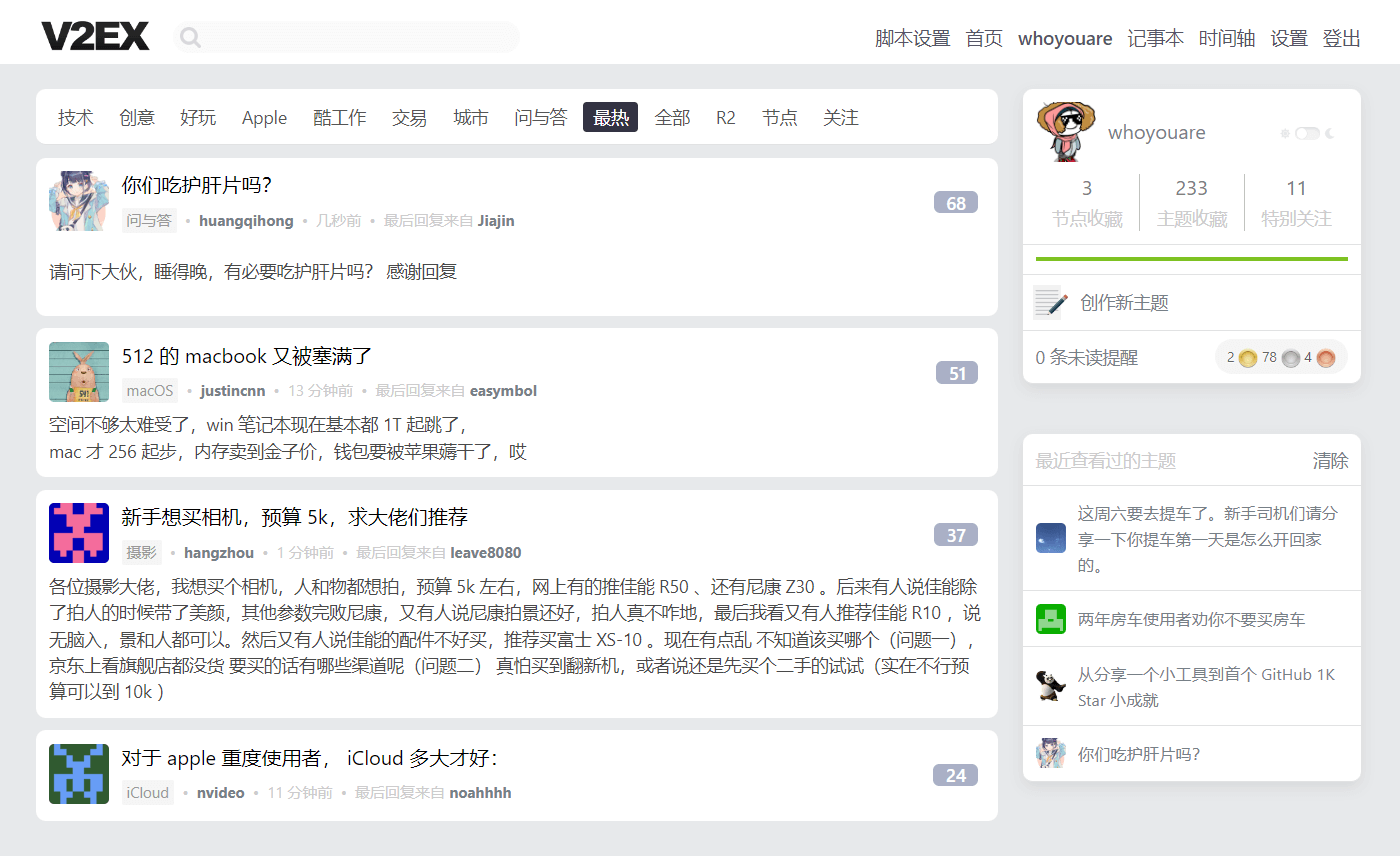 V2EX
脚本设置 首页 whoyouare 记事本 时间轴 设置 登出
技术 创意 好玩 Apple 酷工作 交易 城市 问与答 最热 全部 R2 节点 关注
你们吃护肝片吗？
68
问与答 • huangqihong • 几秒前 • 最后回复来自 Jiajin
请问下大伙，睡得晚，有必要吃护肝片吗？ 感谢回复
512 的 macbook 又被塞满了
51
macOS • justincnn • 13 分钟前 • 最后回复来自 easymbol
空间不够太难受了，win 笔记本现在基本都 1T 起跳了，
mac 才 256 起步，内存卖到金子价，钱包要被苹果薅干了，哎
新手想买相机，预算 5k，求大佬们推荐
37
摄影 • hangzhou • 1 分钟前 • 最后回复来自 leave8080
各位摄影大佬，我想买个相机，人和物都想拍，预算 5k 左右，网上有的推佳能 R50 、还有尼康 Z30 。后来有人说佳能除
了拍人的时候带了美颜，其他参数完败尼康，又有人说尼康拍景还好，拍人真不咋地，最后我看又有人推荐佳能 R10 ，说
无脑入，景和人都可以。然后又有人说佳能的配件不好买，推荐买富士 XS-10 。现在有点乱 不知道该买哪个（问题一），
京东上看旗舰店都没货 要买的话有哪些渠道呢（问题二） 真怕买到翻新机，或者说还是先买个二手的试试（实在不行预
算可以到 10k ）
对于 apple 重度使用者， iCloud 多大才好：
24
iCloud • nvideo • 11 分钟前 • 最后回复来自 noahhhh
whoyouare
3 233 11
节点收藏 主题收藏 特别关注
创作新主题
0 条未读提醒 2 78 4
最近查看过的主题 清除
这周六要去提车了。新手司机们请分
享一下你提车第一天是怎么开回家
的。
两年房车使用者劝你不要买房车
从分享一个小工具到首个 GitHub 1K
Star 小成就
你们吃护肝片吗？